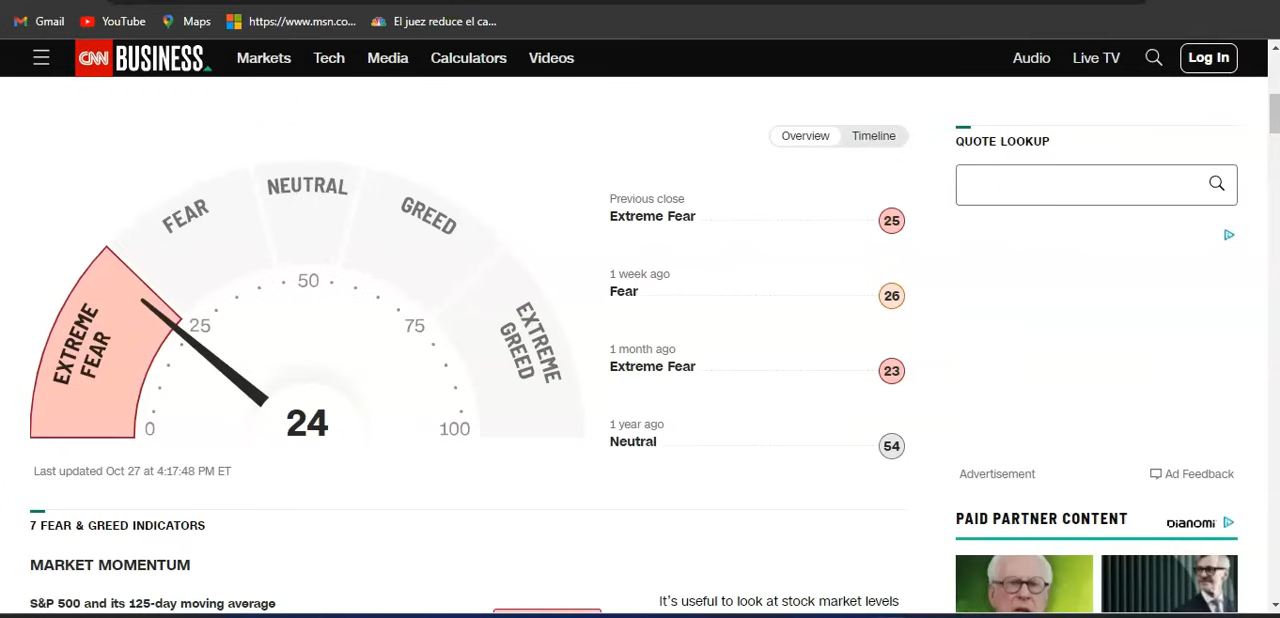 Gmail
YouTube
Maps
https://www.msn.co...
El juez reduce el ca...
CNN BUSINESS
Markets
Tech
Media
Calculators
Videos
Audio
Live TV
Log In
Overview
Timeline
EXTREME FEAR
FEAR
NEUTRAL
GREED
EXTREME GREED
0
25
50
75
100
24
Last updated Oct 27 at 4:17:48 PM ET
Previous close
Extreme Fear 25
1 week ago
Fear 26
1 month ago
Extreme Fear 23
1 year ago
Neutral 54
7 FEAR & GREED INDICATORS
MARKET MOMENTUM
S&P 500 and its 125-day moving average
It's useful to look at stock market levels
QUOTE LOOKUP
Advertisement
Ad Feedback
PAID PARTNER CONTENT
DIANOMI